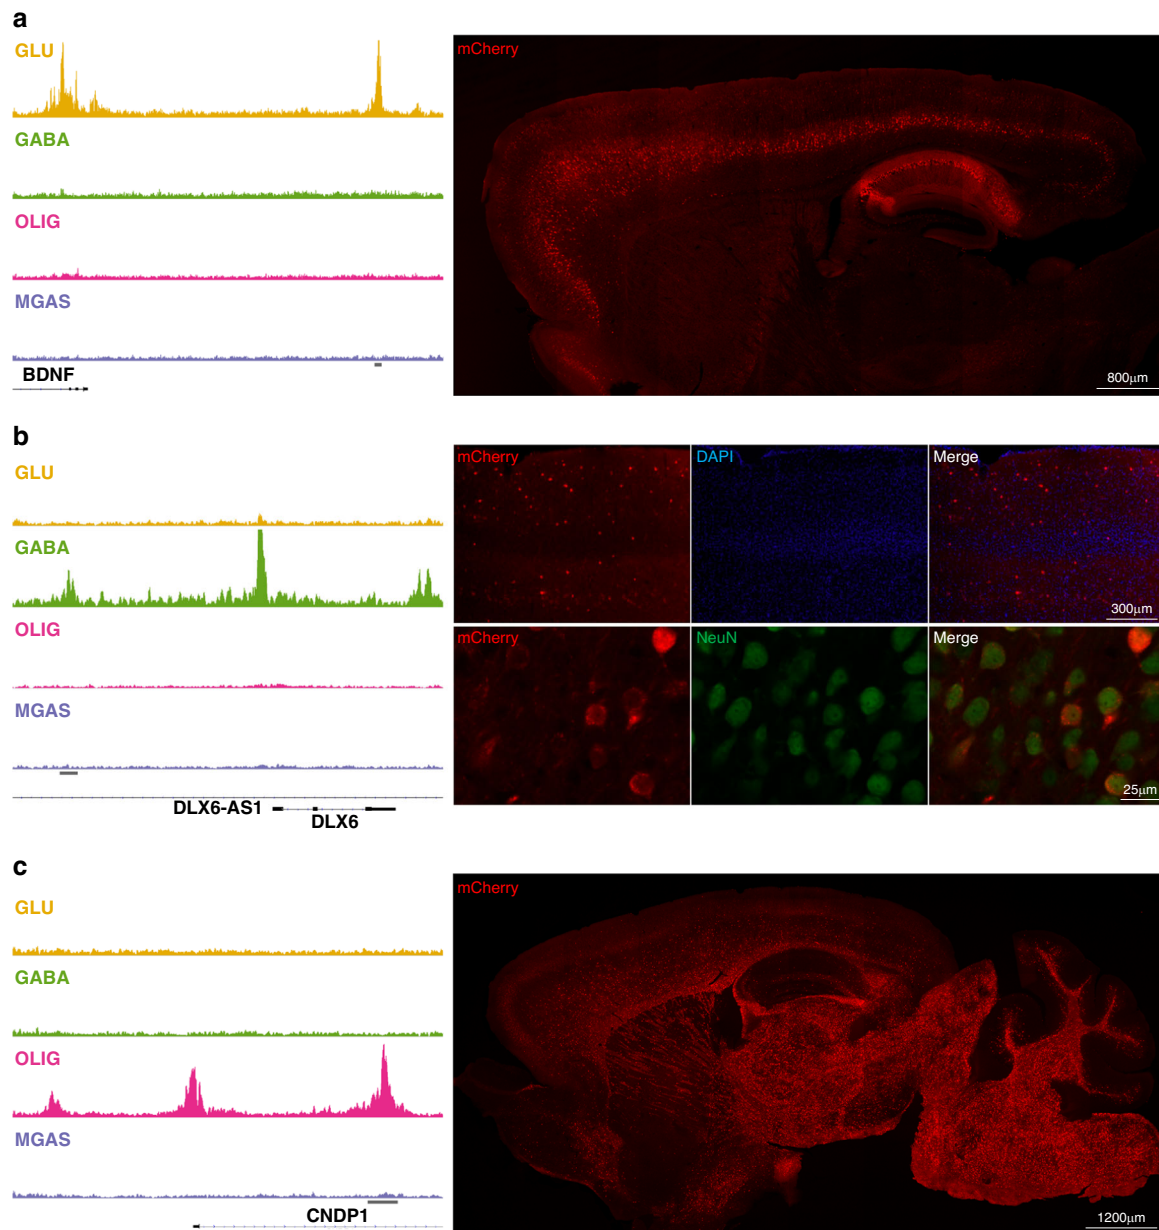 a
GLU
GABA
OLIG
MGAS
BDNF
mCherry
800μm
b
GLU
GABA
OLIG
MGAS
DLX6-AS1
DLX6
mCherry
DAPI
Merge
300μm
mCherry
NeuN
Merge
25μm
c
GLU
GABA
OLIG
MGAS
CNDP1
mCherry
1200μm